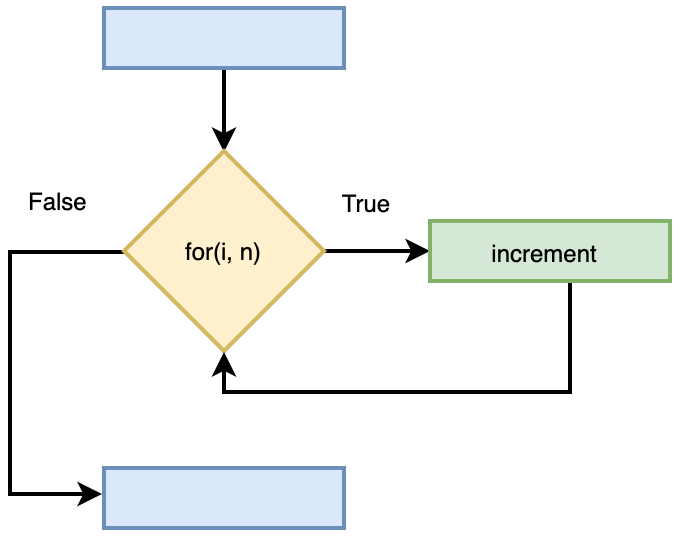 False
True
for(i, n)
increment